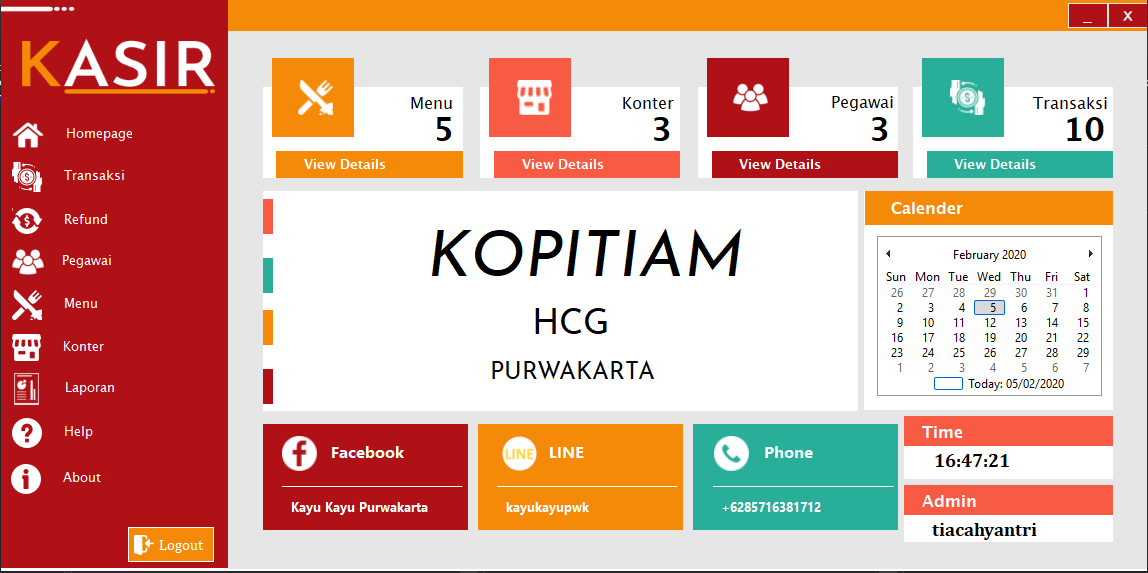 _ X
KASIR
Homepage
Transaksi
Refund
Pegawai
Menu
Konter
Laporan
Help
About
Logout
Menu
5
View Details
Konter
3
View Details
Pegawai
3
View Details
Transaksi
10
View Details
KOPITIAM
HCG
PURWAKARTA
Calender
February 2020
Sun Mon Tue Wed Thu Fri Sat
26 27 28 29 30 31 1
2 3 4 5 6 7 8
9 10 11 12 13 14 15
16 17 18 19 20 21 22
23 24 25 26 27 28 29
1 2 3 4 5 6 7
Today: 05/02/2020
Facebook
Kayu Kayu Purwakarta
LINE LINE
kayukayupwk
Phone
+6285716381712
Time
16:47:21
Admin
tiacahyantri